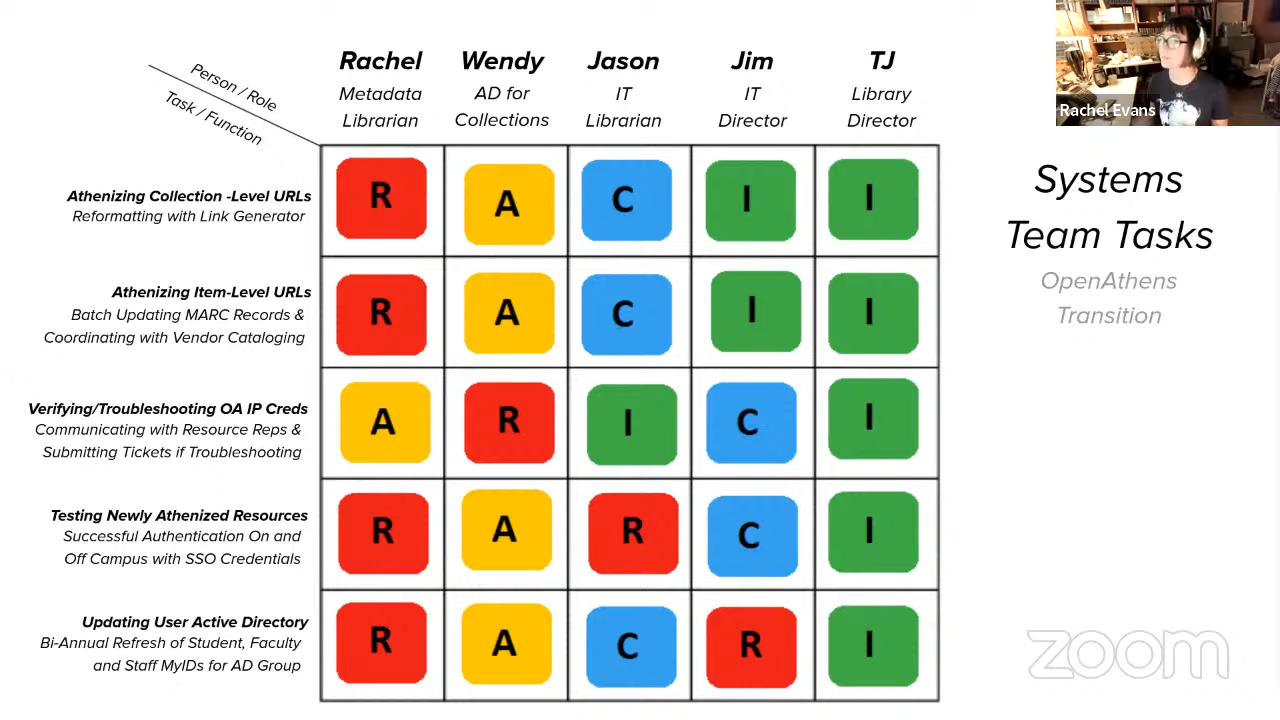 Rachel
Metadata
Librarian
Wendy
AD for
Collections
Jason
IT
Librarian
Jim
IT
Director
TJ
Library
Director
Person / Role
Task / Function
Rachel Evans
Systems
Team Tasks
OpenAthens
Transition
Athenizing Collection -Level URLs
Reformatting with Link Generator
R A C I I
Athenizing Item-Level URLs
Batch Updating MARC Records &
Coordinating with Vendor Cataloging
R A C I I
Verifying/Troubleshooting OA IP Creds
Communicating with Resource Reps &
Submitting Tickets if Troubleshooting
A R I C I
Testing Newly Athenized Resources
Successful Authentication On and
Off Campus with SSO Credentials
R A R C I
Updating User Active Directory
Bi-Annual Refresh of Student, Faculty
and Staff MyIDs for AD Group
R A C R I
zoom